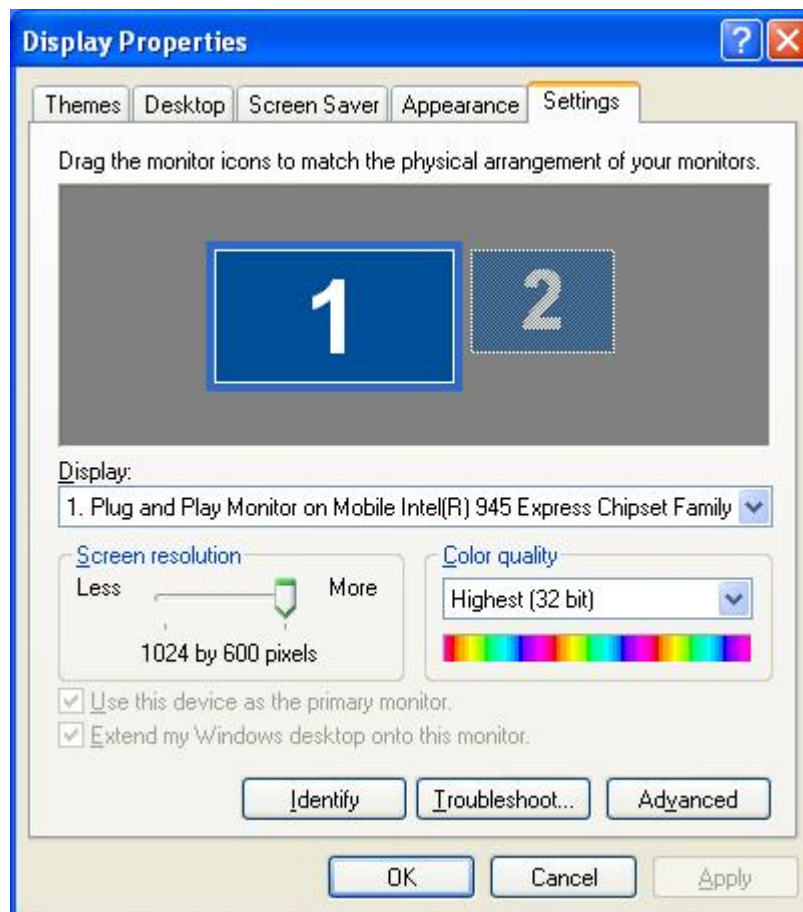 Display Properties
Themes Desktop Screen Saver Appearance Settings
Drag the monitor icons to match the physical arrangement of your monitors.
1 2
Display:
1. Plug and Play Monitor on Mobile Intel(R) 945 Express Chipset Family
Screen resolution
Less More
1024 by 600 pixels
Color quality
Highest (32 bit)
Use this device as the primary monitor.
Extend my Windows desktop onto this monitor.
Identify Troubleshoot... Advanced
OK Cancel Apply